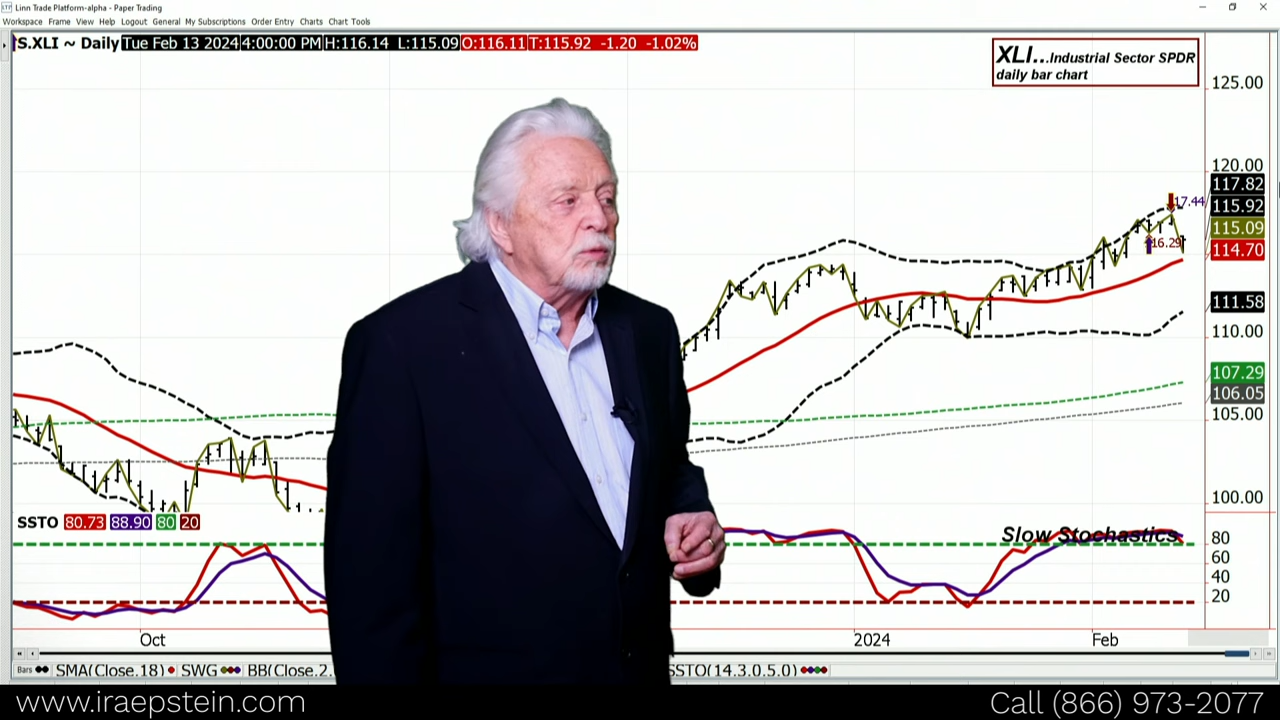 Linn Trade Platform-alpha - Paper Trading
Workspace Frame View Help Logout General My Subscriptions Order Entry Charts Chart Tools
S.XLI ~ Daily Tue Feb 13 2024 4:00:00 PM H:116.14 L:115.09 O:116.11 T:115.92 -1.20 -1.02%
XLI...Industrial Sector SPDR
daily bar chart
125.00
120.00
117.82
17.44
115.92
115.09
16.29
114.70
111.58
110.00
107.29
106.05
105.00
100.00
SSTO 80.73 88.90 80 20
Slow Stochastics
80
60
40
20
Oct 2024 Feb
Bars SMA(Close,18) SWG BB(Close,2. SSTO(14,3,0,5,0)
www.iraepstein.com Call (866) 973-2077